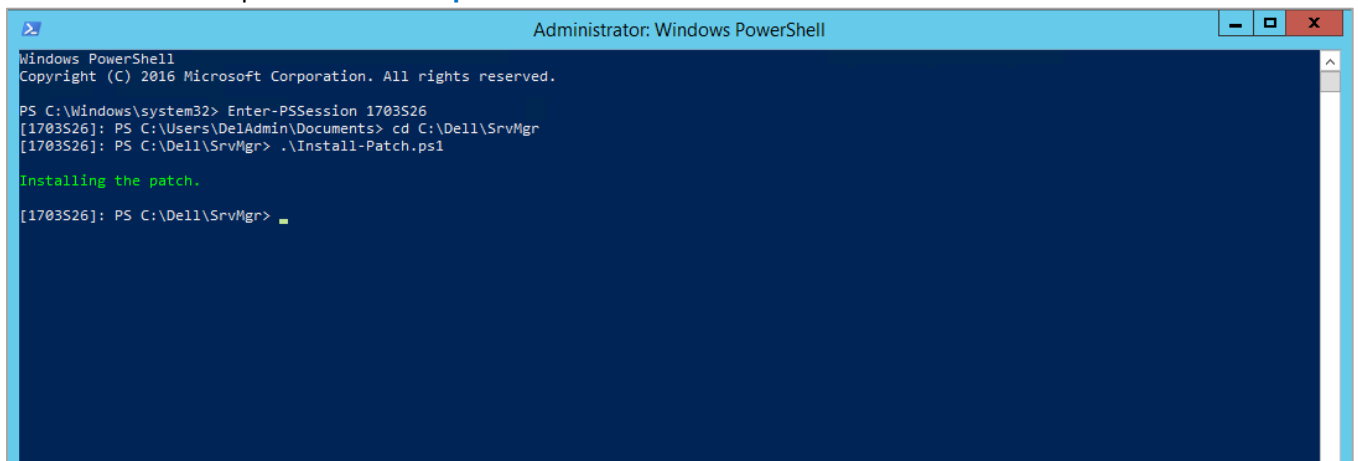 Administrator: Windows PowerShell
Windows PowerShell
Copyright (C) 2016 Microsoft Corporation. All rights reserved.
PS C:\Windows\system32> Enter-PSSession 1703S26
[1703S26]: PS C:\Users\DelAdmin\Documents> cd C:\Dell\SrvMgr
[1703S26]: PS C:\Dell\SrvMgr> .\Install-Patch.ps1
Installing the patch.
[1703S26]: PS C:\Dell\SrvMgr>